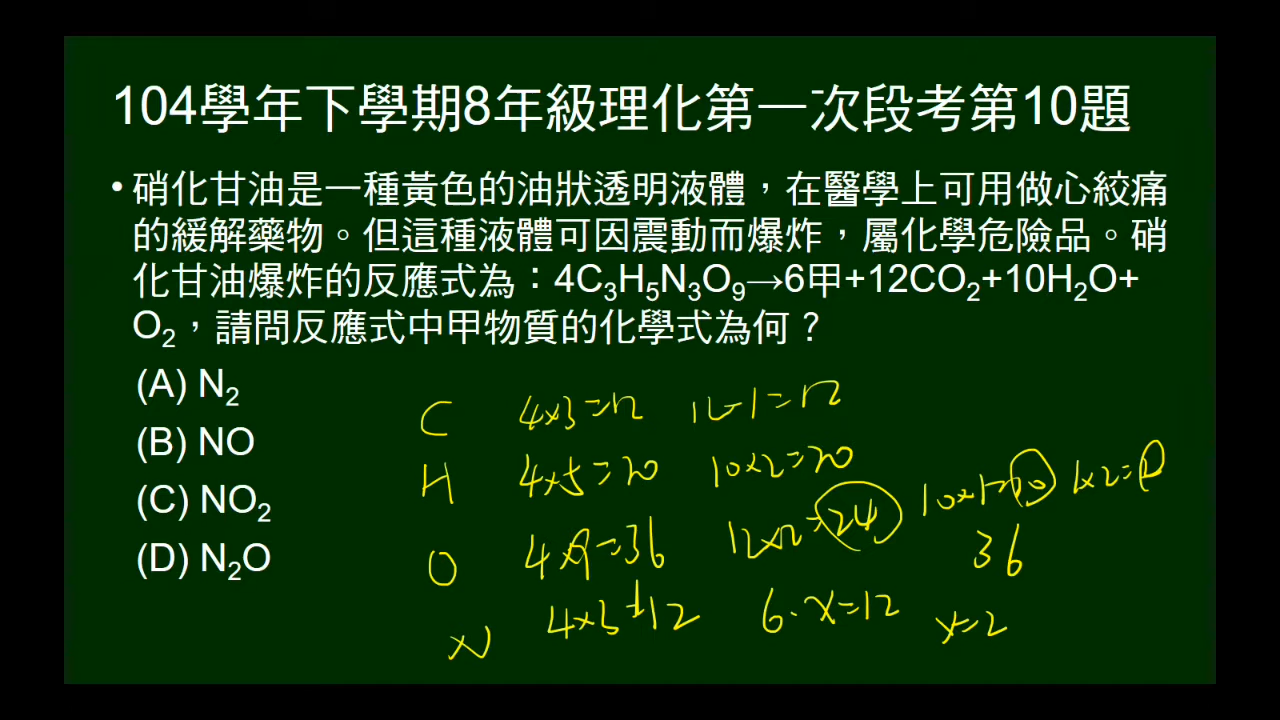 104學年下學期8年級理化第一次段考第10題
• 硝化甘油是一種黃色的油狀透明液體，在醫學上可用做心絞痛
的緩解藥物。但這種液體可因震動而爆炸，屬化學危險品。硝
化甘油爆炸的反應式為：4C₃H₅N₃O₉→6甲+12CO₂+10H₂O+
O₂，請問反應式中甲物質的化學式為何？
(A) N₂
(B) NO
(C) NO₂
(D) N₂O
C 4×3=12 12×1=12
H 4×5=20 10×2=20
O 4×9=36 12×2=24 10×1=10 1×2=2
36
N 4×3=12 6·x=12 x=2